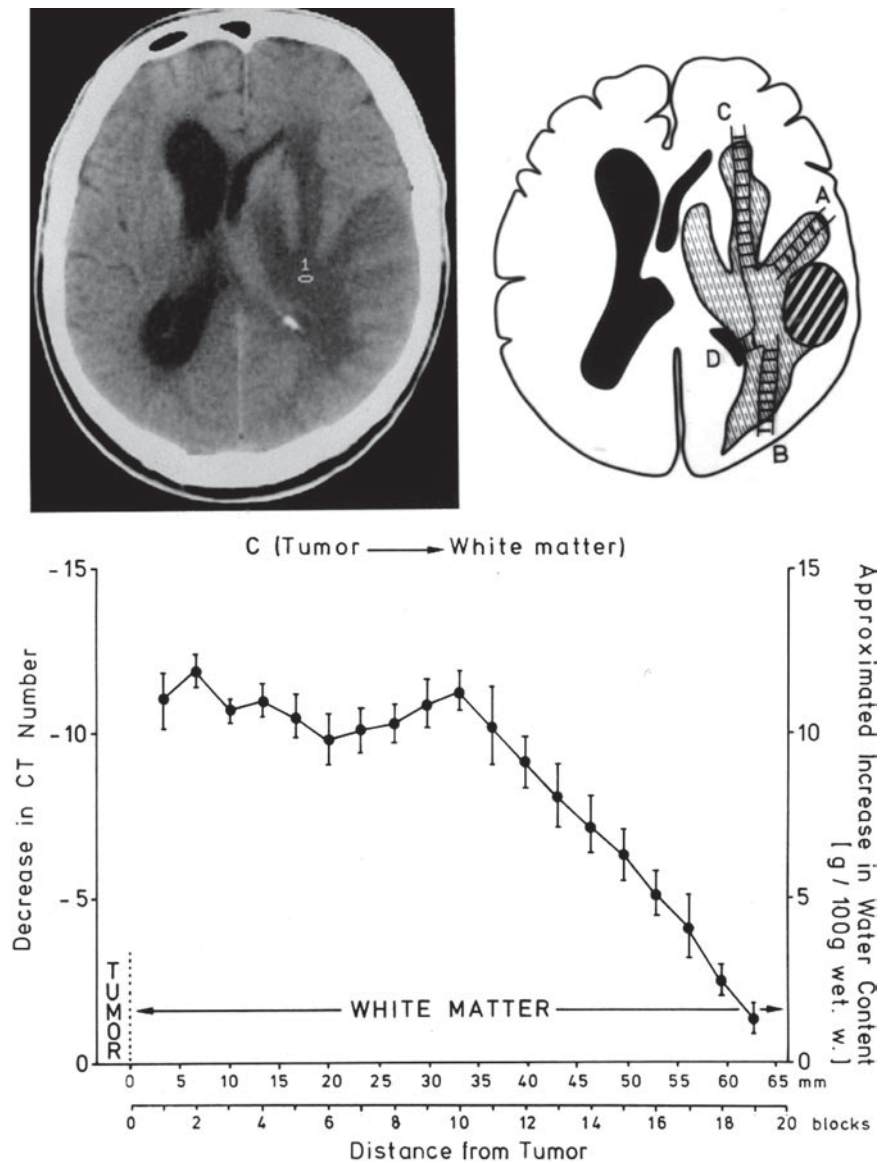 1
C
A
D
B
C (Tumor → White matter)
Decrease in CT Number
-15
-10
-5
0
Approximated Increase in Water Content
[g / 100g wet. w.]
15
10
5
0
TUMOR
WHITE MATTER
0 5 10 15 20 25 30 35 40 45 50 55 60 65 mm
0 2 4 6 8 10 12 14 16 18 20 blocks
Distance from Tumor